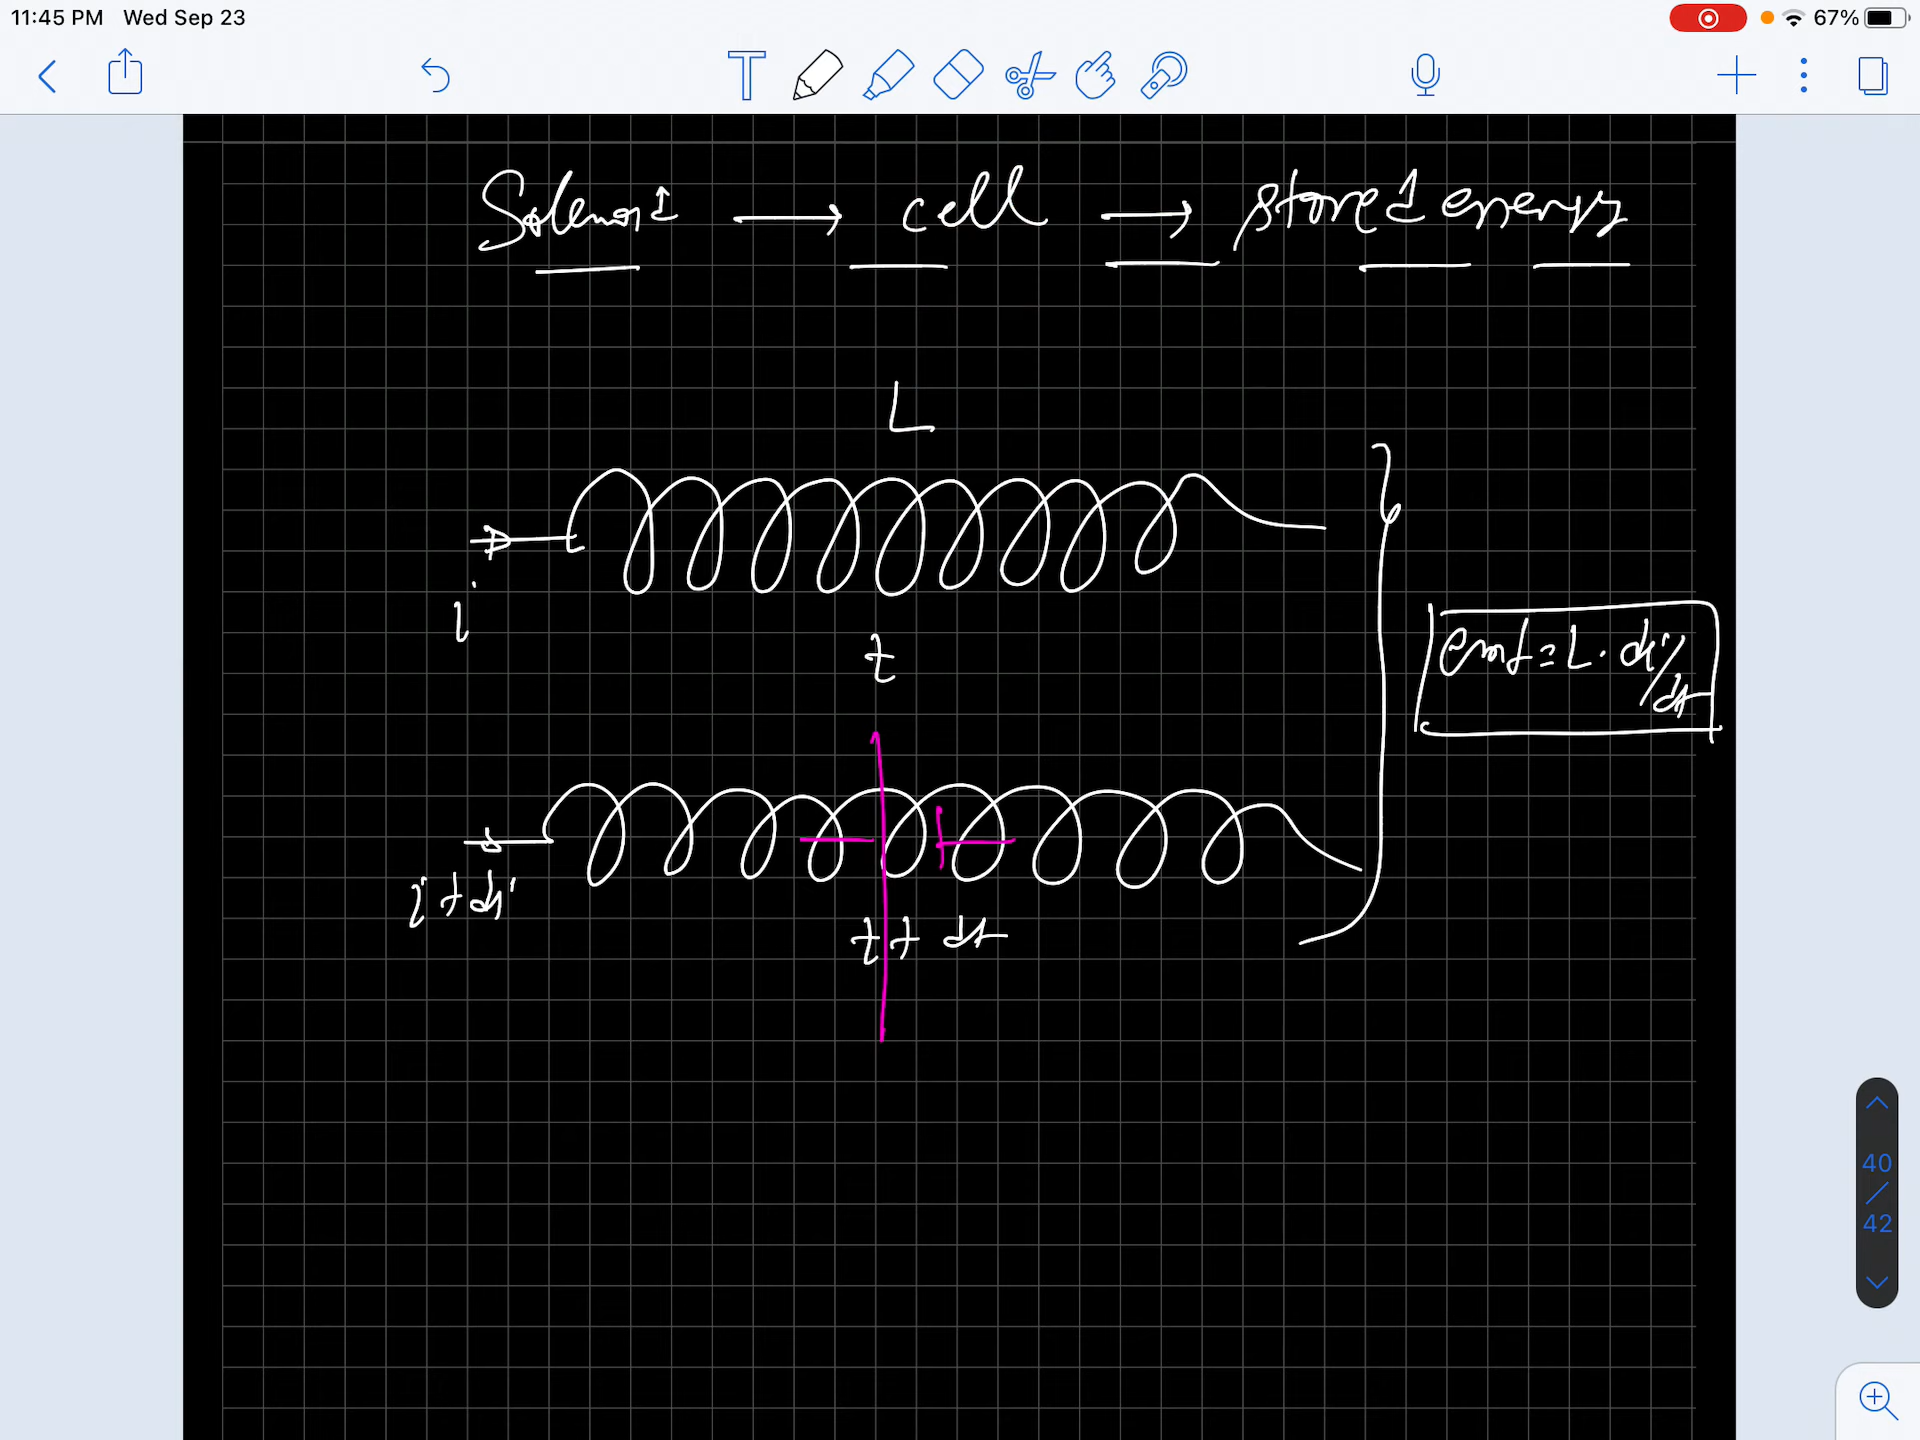 11:45 PM Wed Sep 23
67%
T
Solenoid → cell → stored energy
L
i
t
emf = L · di/dt
i + di
t + dt
40
/
42